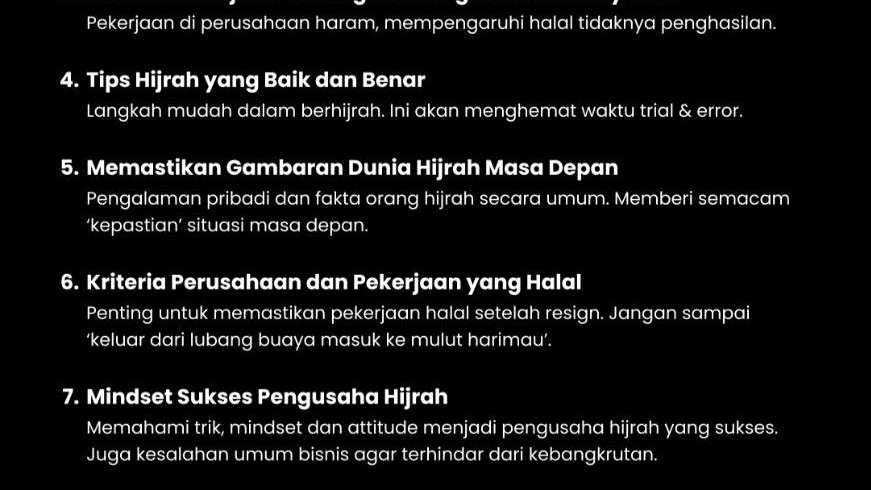 Pekerjaan di perusahaan haram, mempengaruhi halal tidaknya penghasilan.
4. Tips Hijrah yang Baik dan Benar
Langkah mudah dalam berhijrah. Ini akan menghemat waktu trial & error.
5. Memastikan Gambaran Dunia Hijrah Masa Depan
Pengalaman pribadi dan fakta orang hijrah secara umum. Memberi semacam
‘kepastian’ situasi masa depan.
6. Kriteria Perusahaan dan Pekerjaan yang Halal
Penting untuk memastikan pekerjaan halal setelah resign. Jangan sampai
‘keluar dari lubang buaya masuk ke mulut harimau’.
7. Mindset Sukses Pengusaha Hijrah
Memahami trik, mindset dan attitude menjadi pengusaha hijrah yang sukses.
Juga kesalahan umum bisnis agar terhindar dari kebangkrutan.